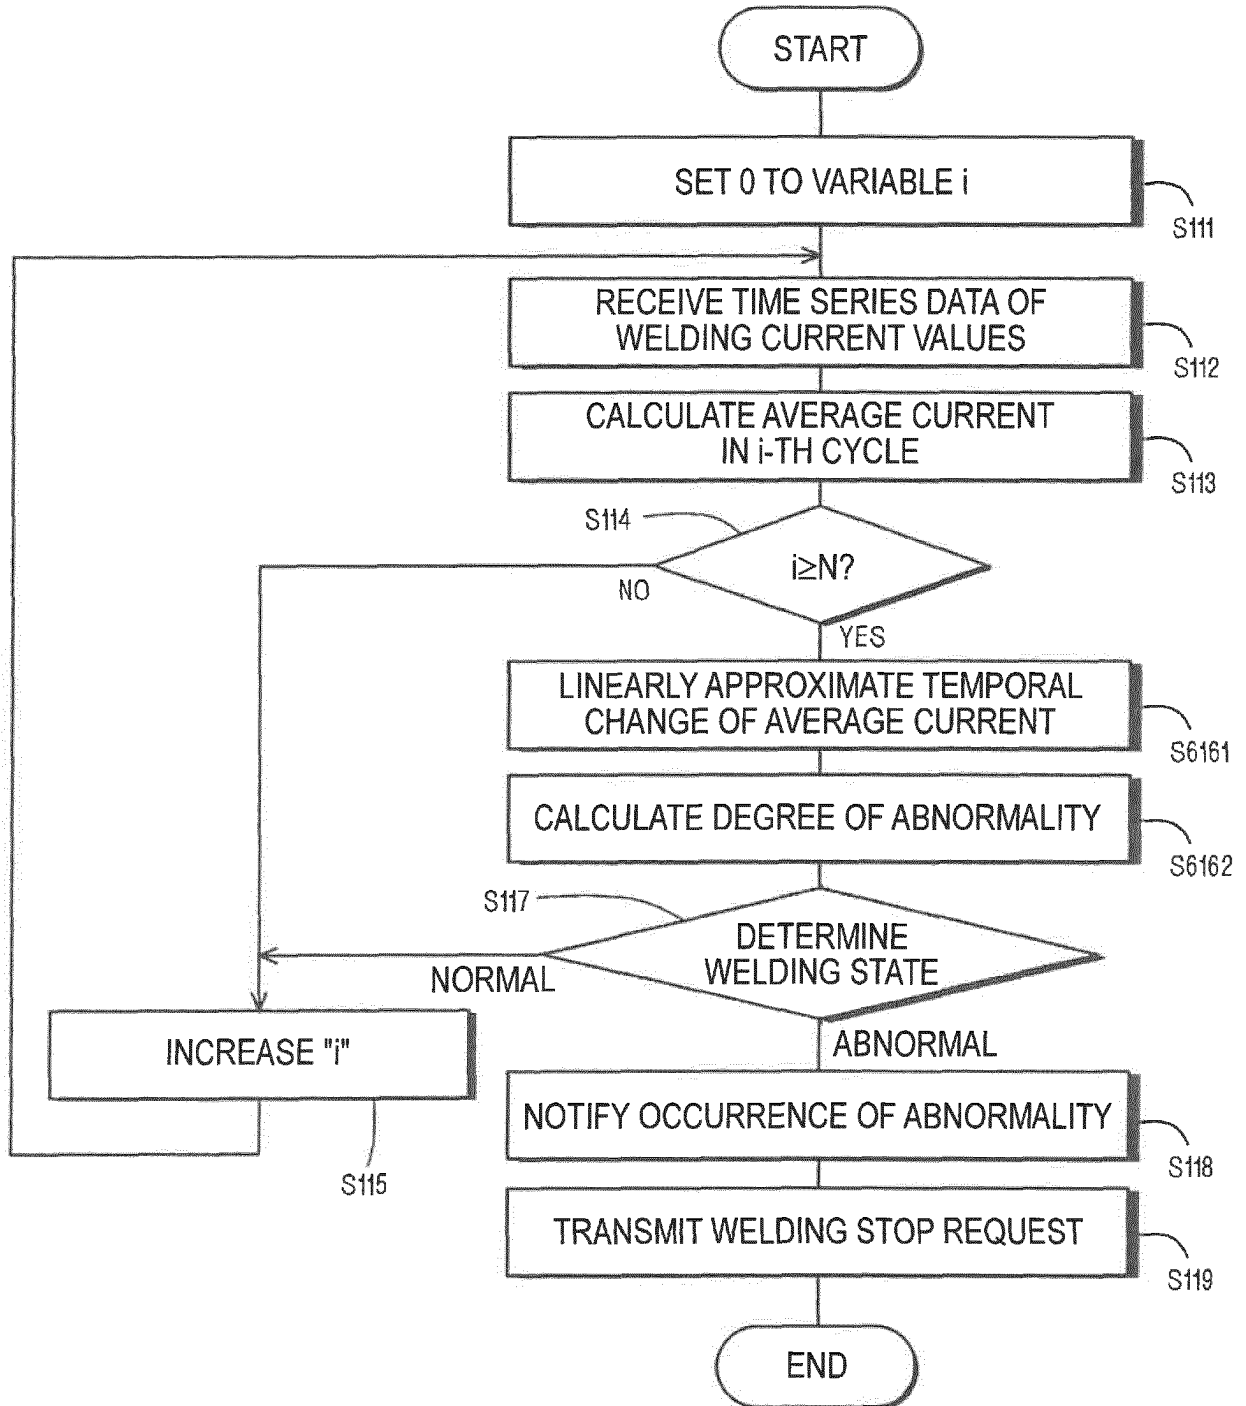 START
SET 0 TO VARIABLE i
S111
RECEIVE TIME SERIES DATA OF
WELDING CURRENT VALUES
S112
CALCULATE AVERAGE CURRENT
IN i-TH CYCLE
S113
S114
i≥N?
NO
YES
LINEARLY APPROXIMATE TEMPORAL
CHANGE OF AVERAGE CURRENT
S6161
CALCULATE DEGREE OF ABNORMALITY
S6162
S117
DETERMINE
WELDING STATE
NORMAL
ABNORMAL
INCREASE "i"
S115
NOTIFY OCCURRENCE OF ABNORMALITY
S118
TRANSMIT WELDING STOP REQUEST
S119
END